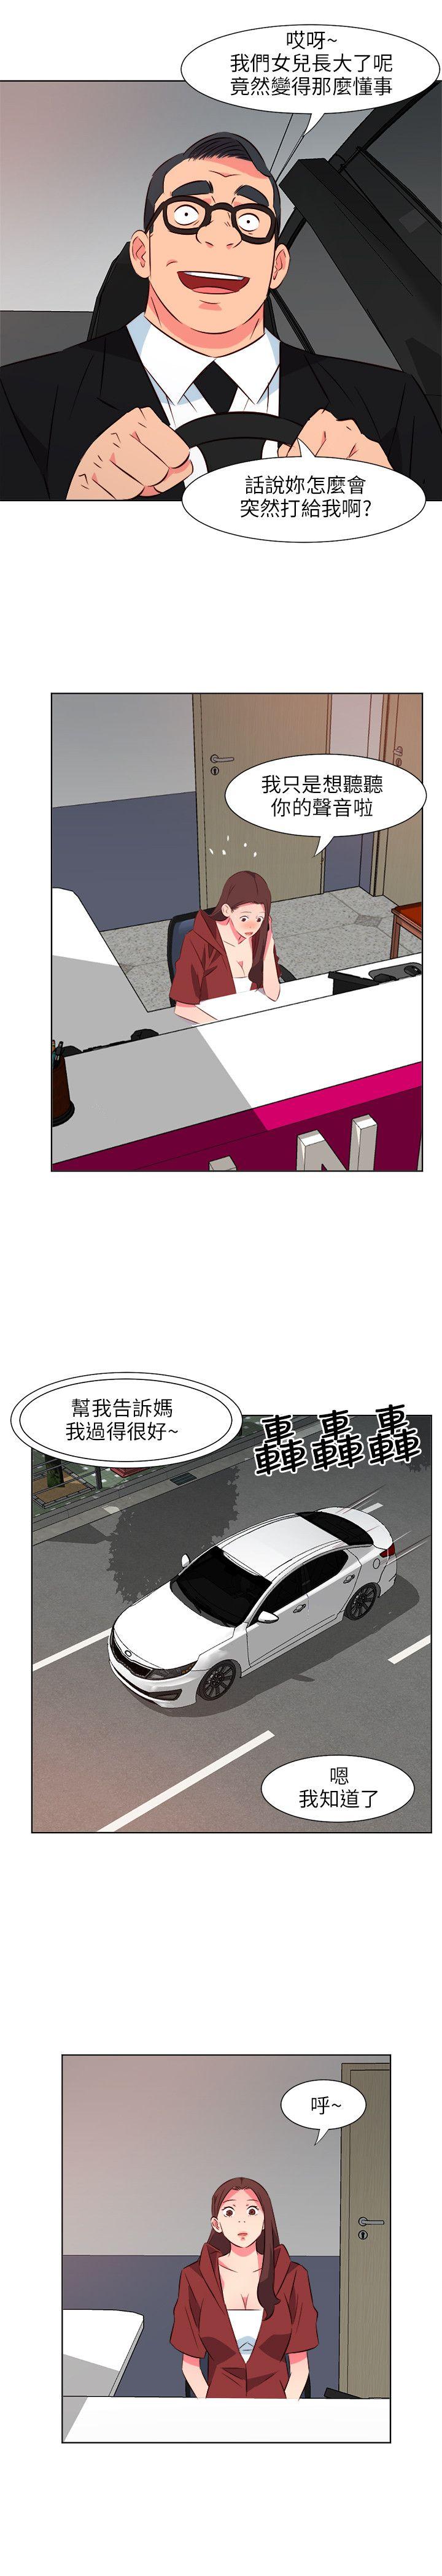 哎呀~
我們女兒長大了呢
竟然變得那麼懂事
話說妳怎麼會
突然打給我啊?
我只是想聽聽
你的聲音啦
IN
幫我告訴媽
我過得很好~
轟轟轟
嗯
我知道了
呼~